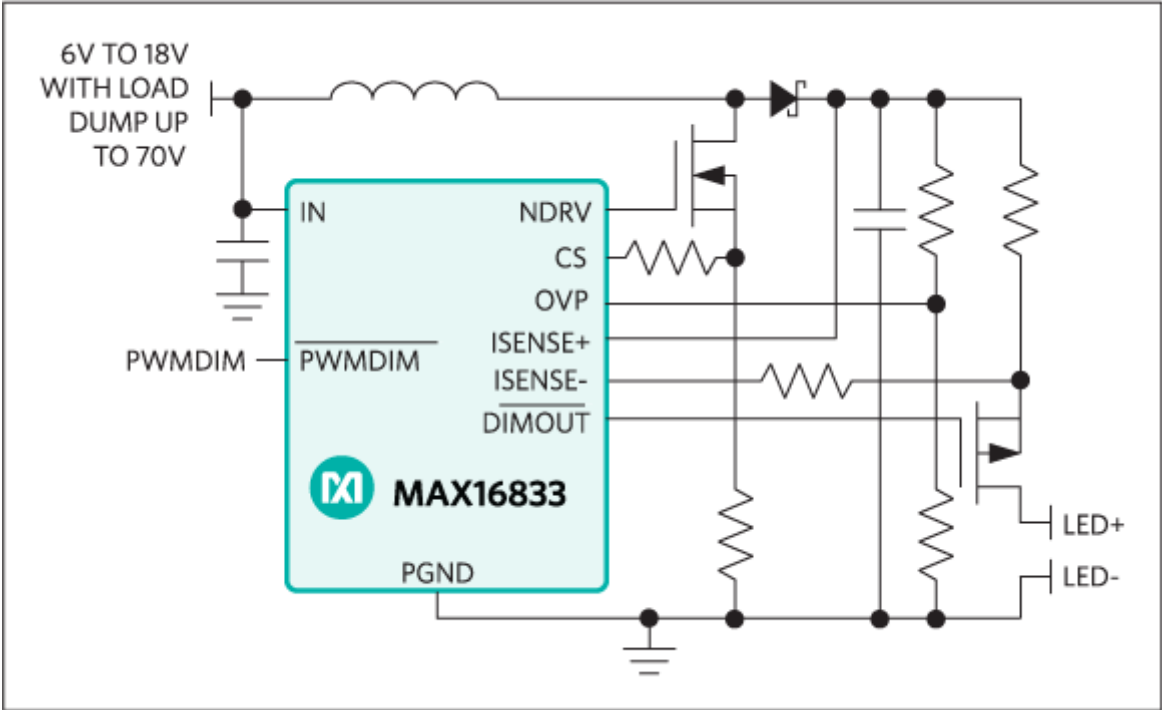 6V TO 18V
WITH LOAD
DUMP UP
TO 70V
IN
NDRV
CS
OVP
ISENSE+
PWMDIM
PWMDIM
ISENSE-
DIMOUT
MAX16833
LED+
PGND
LED-